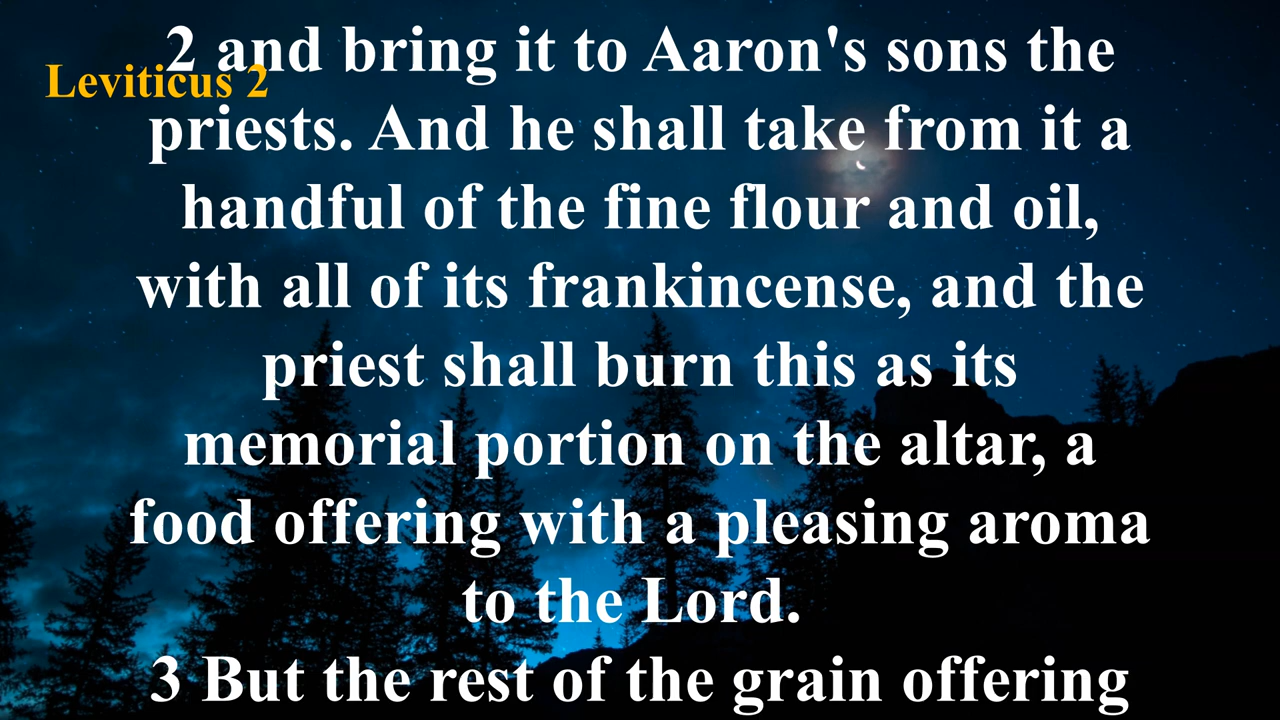 Leviticus 2
2 and bring it to Aaron's sons the
priests. And he shall take from it a
handful of the fine flour and oil,
with all of its frankincense, and the
priest shall burn this as its
memorial portion on the altar, a
food offering with a pleasing aroma
to the Lord.
3 But the rest of the grain offering